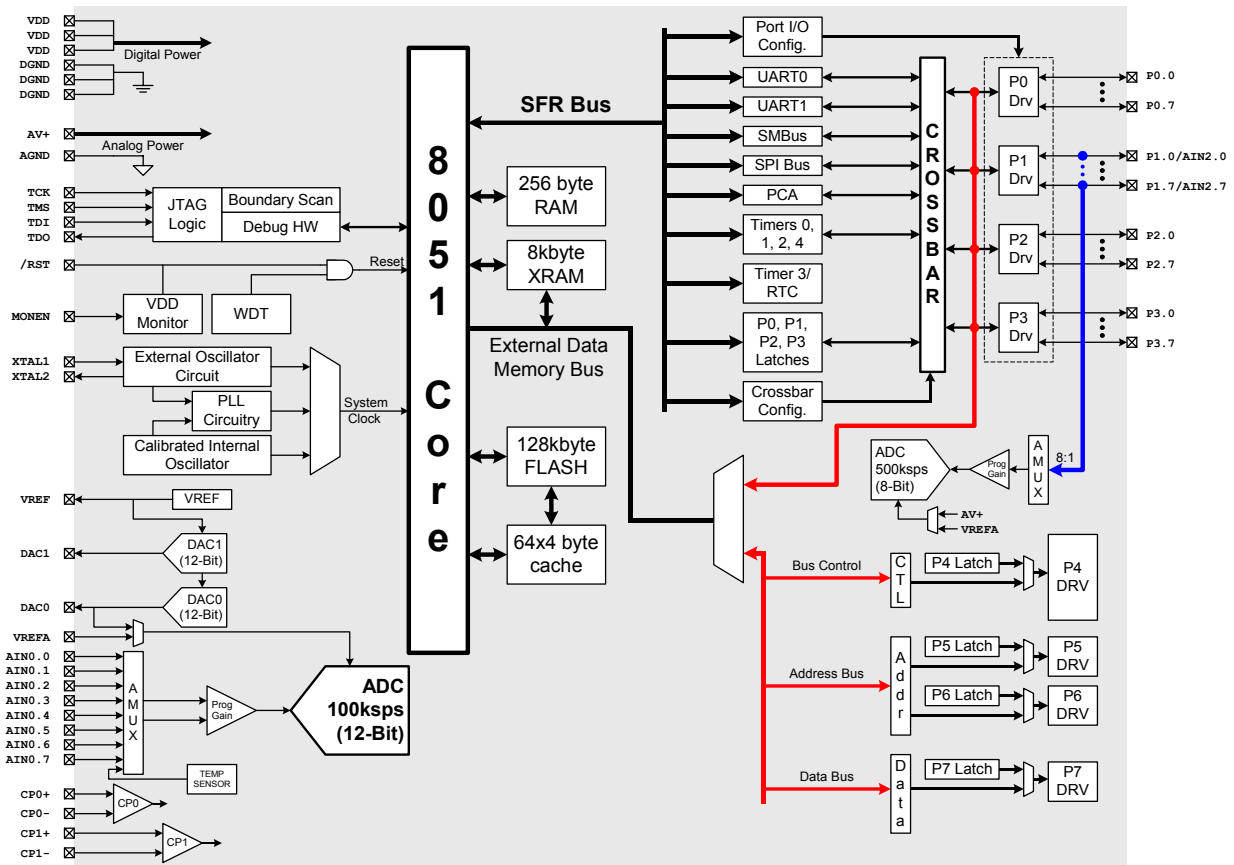 VDD
VDD
VDD
Digital Power
DGND
DGND
DGND
AV+
Analog Power
AGND
TCK
TMS
TDI
TDO
JTAG
Logic
Boundary Scan
Debug HW
/RST
Reset
MONEN
VDD
Monitor
WDT
XTAL1
XTAL2
External Oscillator
Circuit
PLL
Circuitry
Calibrated Internal
Oscillator
System
Clock
VREF
VREF
DAC1
DAC1
(12-Bit)
DAC0
DAC0
(12-Bit)
VREFA
AIN0.0
AIN0.1
AIN0.2
AIN0.3
AIN0.4
AIN0.5
AIN0.6
AIN0.7
AMUX
Prog
Gain
ADC
100ksps
(12-Bit)
TEMP
SENSOR
CP0+
CP0-
CP0
CP1+
CP1-
CP1
8051 Core
SFR Bus
256 byte
RAM
8kbyte
XRAM
External Data
Memory Bus
128kbyte
FLASH
64x4 byte
cache
Port I/O
Config.
UART0
UART1
SMBus
SPI Bus
PCA
Timers 0,
1, 2, 4
Timer 3/
RTC
P0, P1,
P2, P3
Latches
Crossbar
Config.
CROSSBAR
P0
Drv
P1
Drv
P2
Drv
P3
Drv
P0.0
P0.7
P1.0/AIN2.0
P1.7/AIN2.7
P2.0
P2.7
P3.0
P3.7
ADC
500ksps
(8-Bit)
Prog
Gain
AMUX
8:1
AV+
VREFA
Bus Control
CTL
P4 Latch
P4
DRV
Address Bus
Addr
P5 Latch
P5
DRV
P6 Latch
P6
DRV
Data Bus
Data
P7 Latch
P7
DRV